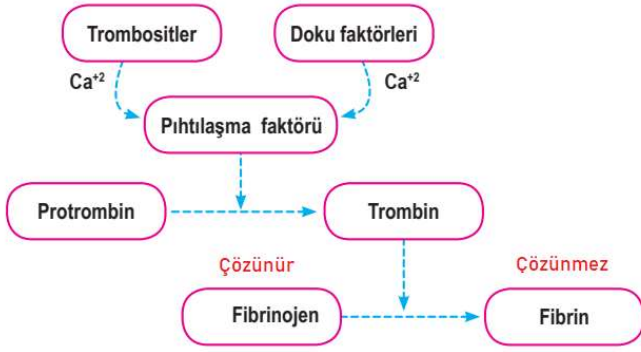 Trombositler
Doku faktörleri
Ca+2
Ca+2
Pıhtılaşma faktörü
Protrombin
Trombin
Çözünür
Çözünmez
Fibrinojen
Fibrin